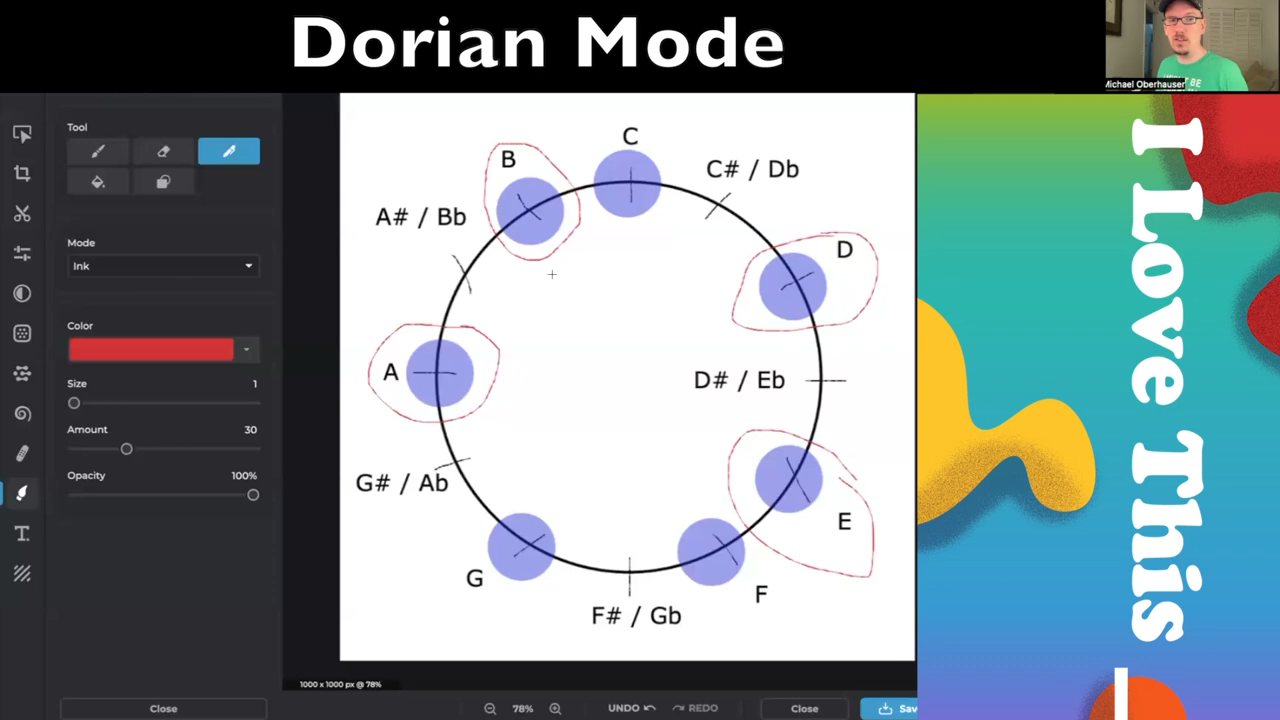 Dorian Mode
Michael Oberhauser
Tool
Mode
Ink
Color
Size 1
Amount 30
Opacity 100%
Close
C
C# / Db
D
D# / Eb
E
F
F# / Gb
G
G# / Ab
A
A# / Bb
B
1000 x 1000 px @ 78%
78%
UNDO
REDO
Close
Sav
I Love This